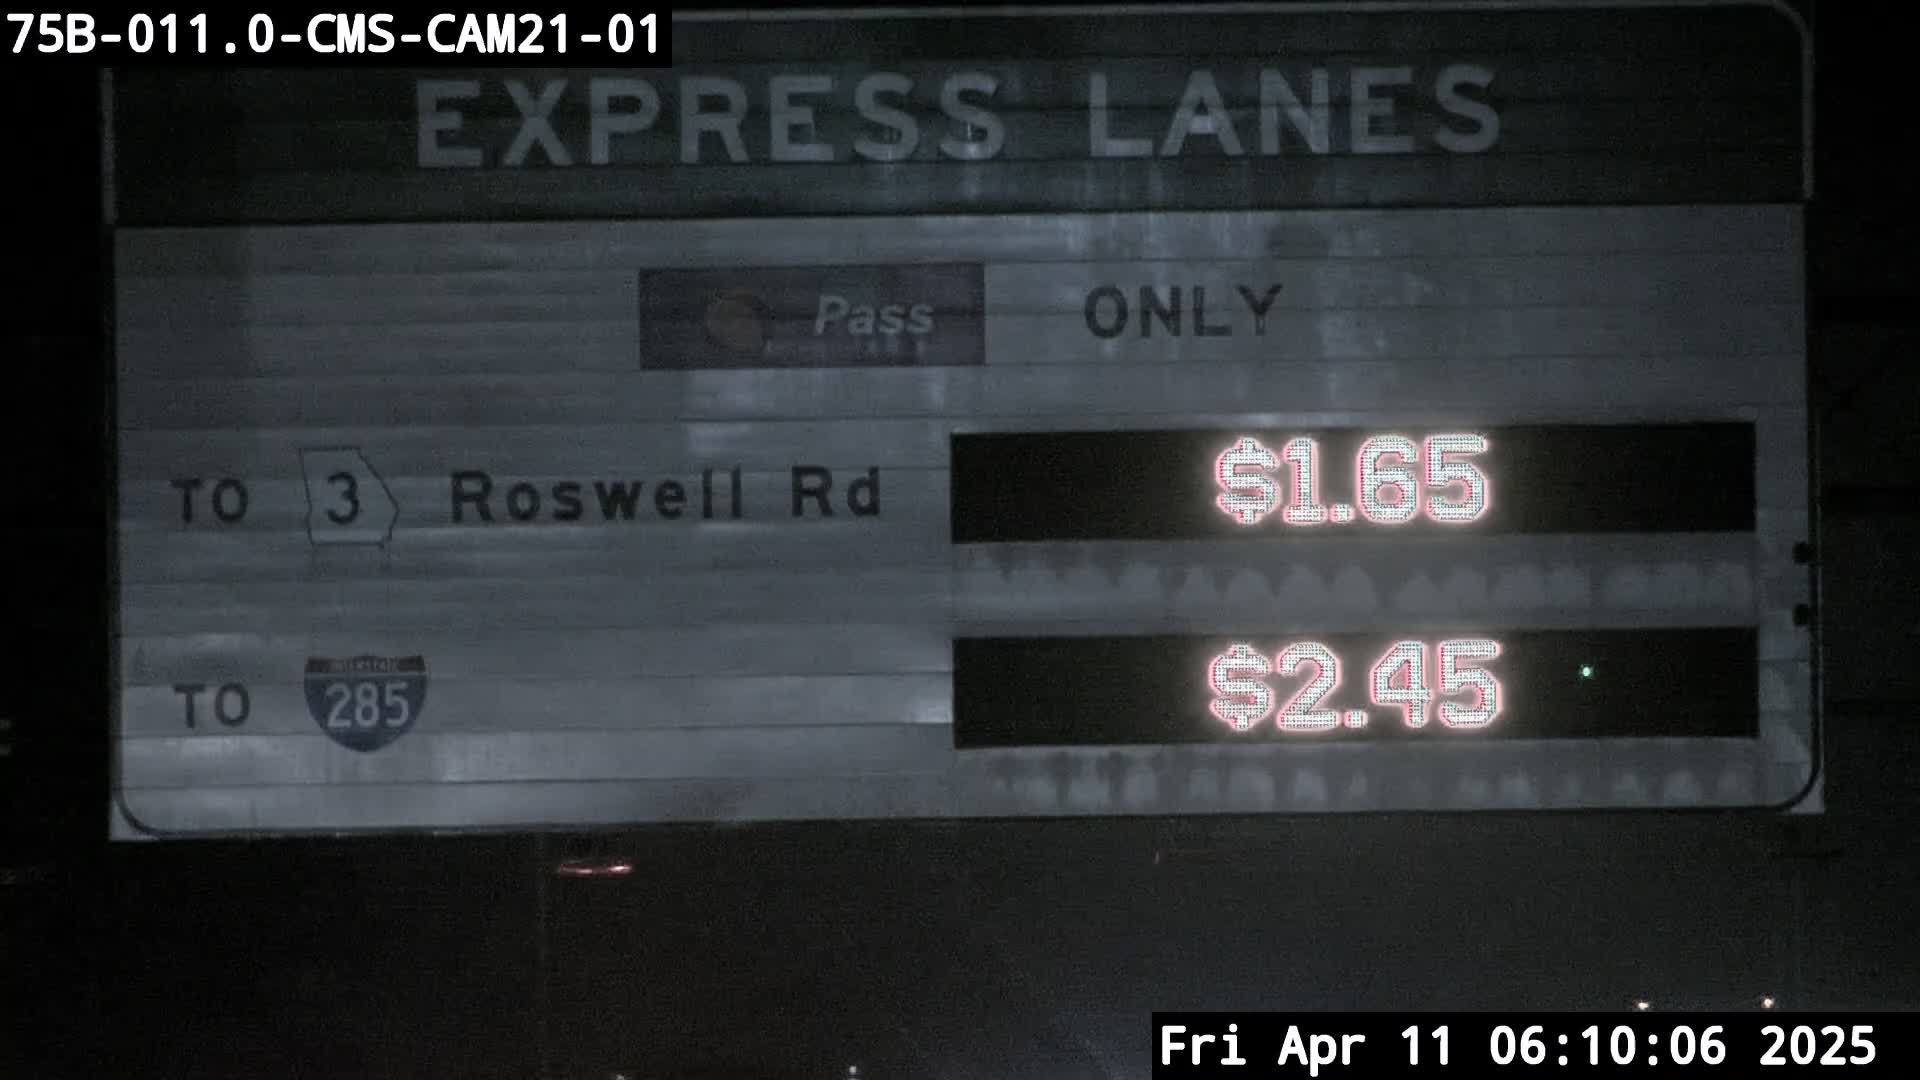 75B-011.0-CMS-CAM21-01
EXPRESS LANES
Pass ONLY
TO 3 Roswell Rd $1.65
INTERSTATE
TO 285 $2.45
Fri Apr 11 06:10:06 2025